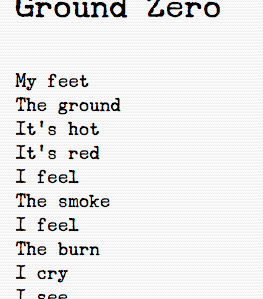 Ground Zero
My feet
The ground
It's hot
It's red
I feel
The smoke
I feel
The burn
I cry
I see